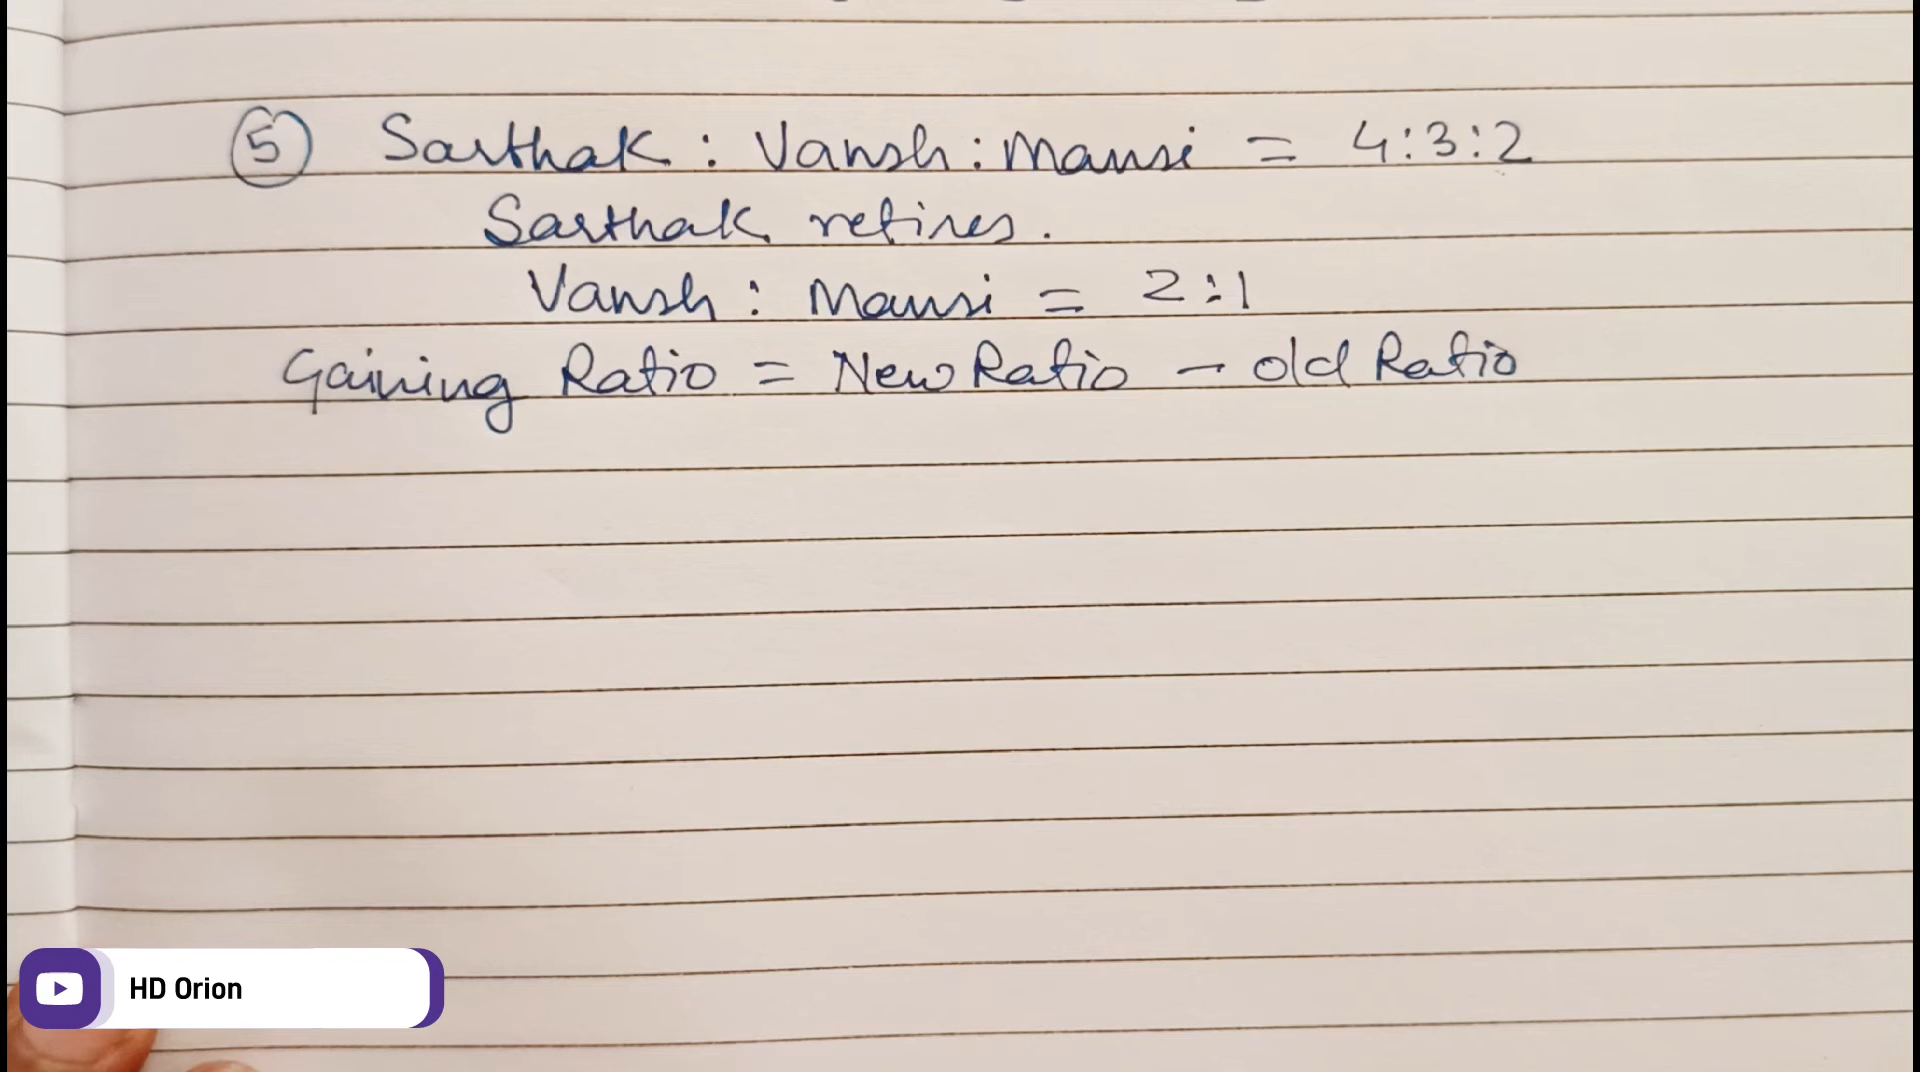 5 Sarthak : Vansh : Mansi = 4:3:2
Sarthak retires.
Vansh : Mansi = 2:1
Gaining Ratio = New Ratio - old Ratio
HD Orion